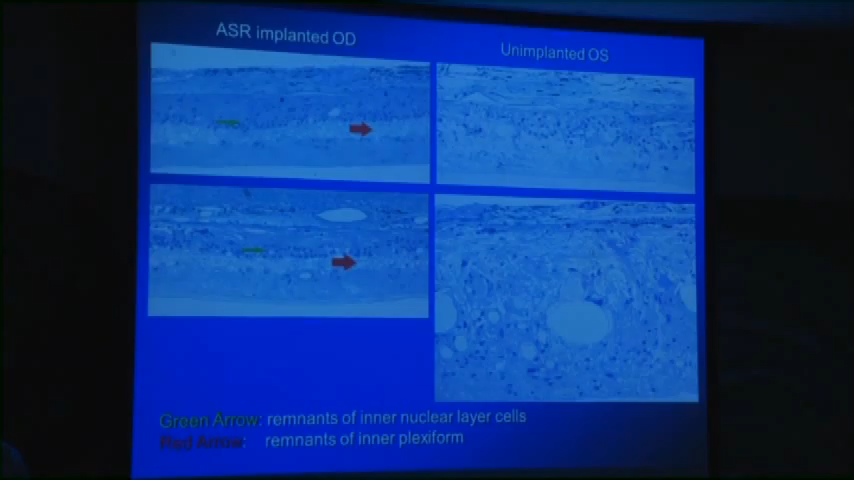 ASR implanted OD
Unimplanted OS
Green Arrow: remnants of inner nuclear layer cells
Red Arrow: remnants of inner plexiform